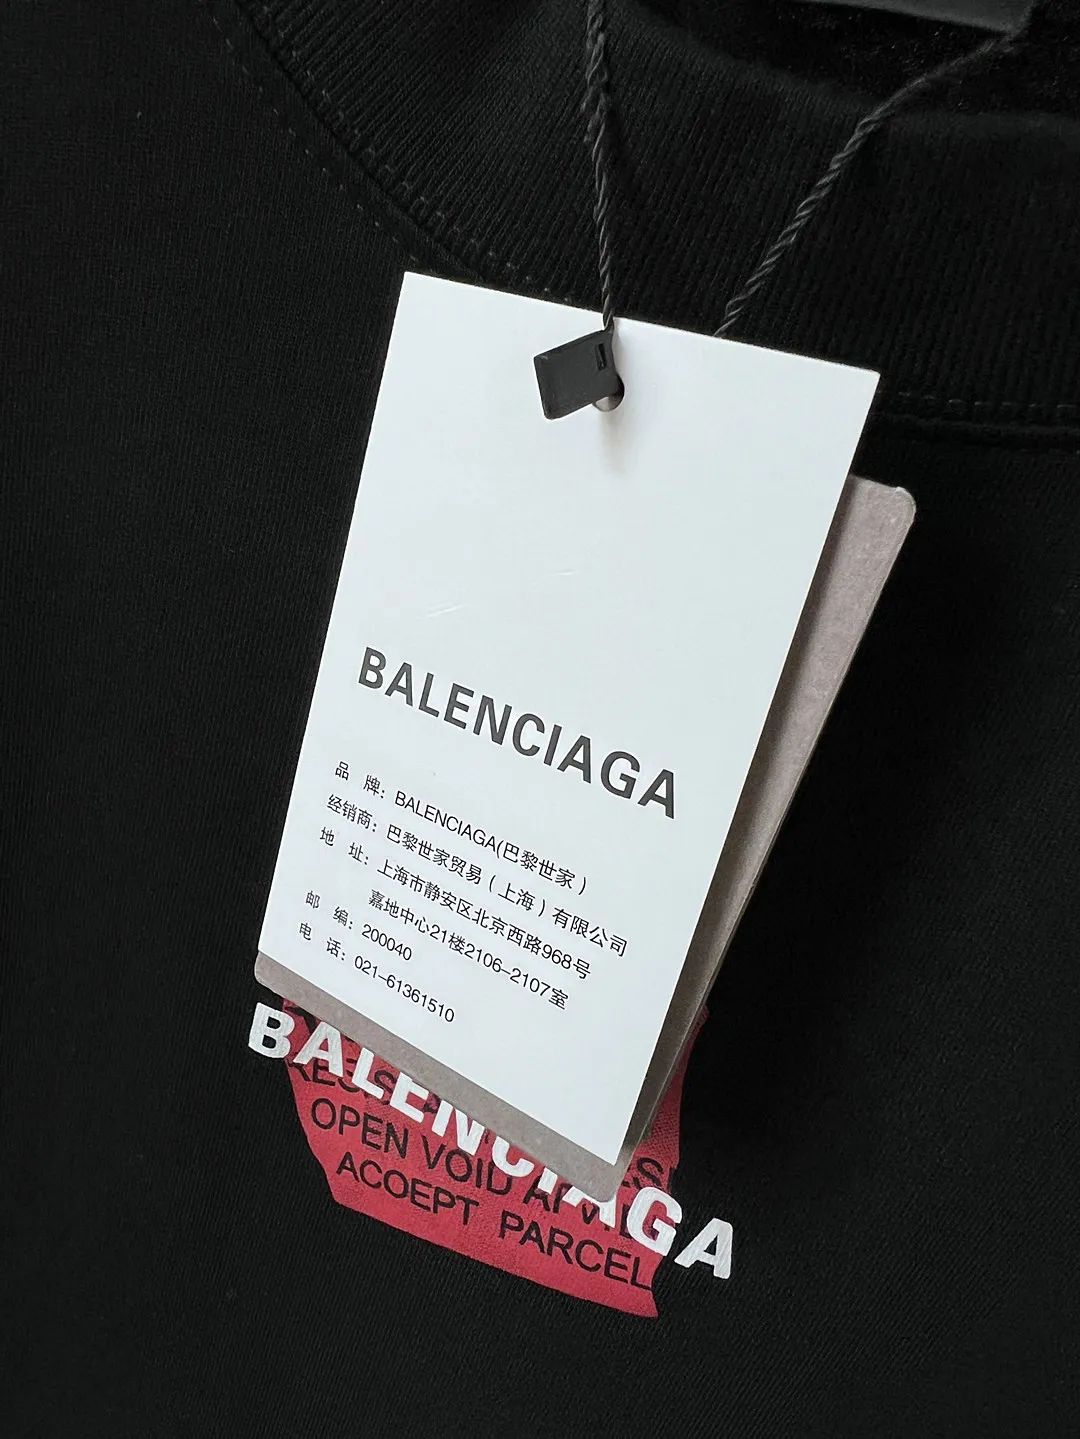 BALENCIAGA
品 牌：BALENCIAGA(巴黎世家）
经销商：巴黎世家贸易（上海）有限公司
地 址：上海市静安区北京西路968号
嘉地中心21楼2106-2107室
邮 编：200040
电 话：021-61361510
BALENCIAGA
OPEN VOID
ACOEPT PARCEL